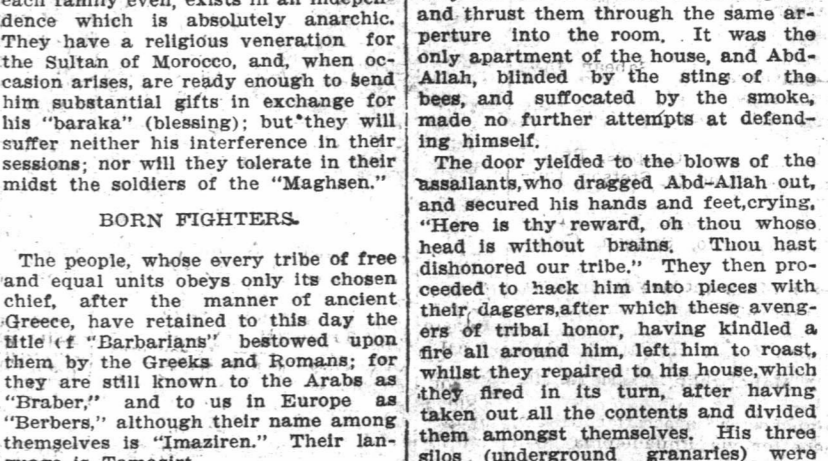 each family even, exists in an indepen-
dence which is absolutely anarchic.
They have a religious veneration for
the Sultan of Morocco, and, when oc-
casion arises, are ready enough to send
him substantial gifts in exchange for
his "baraka" (blessing); but they will
suffer neither his interference in their
sessions; nor will they tolerate in their
midst the soldiers of the "Maghsen."
BORN FIGHTERS.
The people, whose every tribe of free
and equal units obeys only its chosen
chief, after the manner of ancient
Greece, have retained to this day the
title of "Barbarians" bestowed upon
them by the Greeks and Romans; for
they are still known to the Arabs as
"Braber," and to us in Europe as
"Berbers," although their name among
themselves is "Imaziren." Their lan-
guage is
and thrust them through the same ar-
perture into the room. It was the
only apartment of the house, and Abd-
Allah, blinded by the sting of the
bees, and suffocated by the smoke,
made no further attempts at defend-
ing himself.
The door yielded to the blows of the
assailants,who dragged Abd-Allah out,
and secured his hands and feet,crying,
"Here is thy reward, oh thou whose
head is without brains. Thou hast
dishonored our tribe." They then pro-
ceeded to hack him into pieces with
their daggers,after which these aveng-
ers of tribal honor, having kindled a
fire all around him, left him to roast,
whilst they repaired to his house,which
they fired in its turn, after having
taken out all the contents and divided
them amongst themselves. His three
silos (underground granaries) were